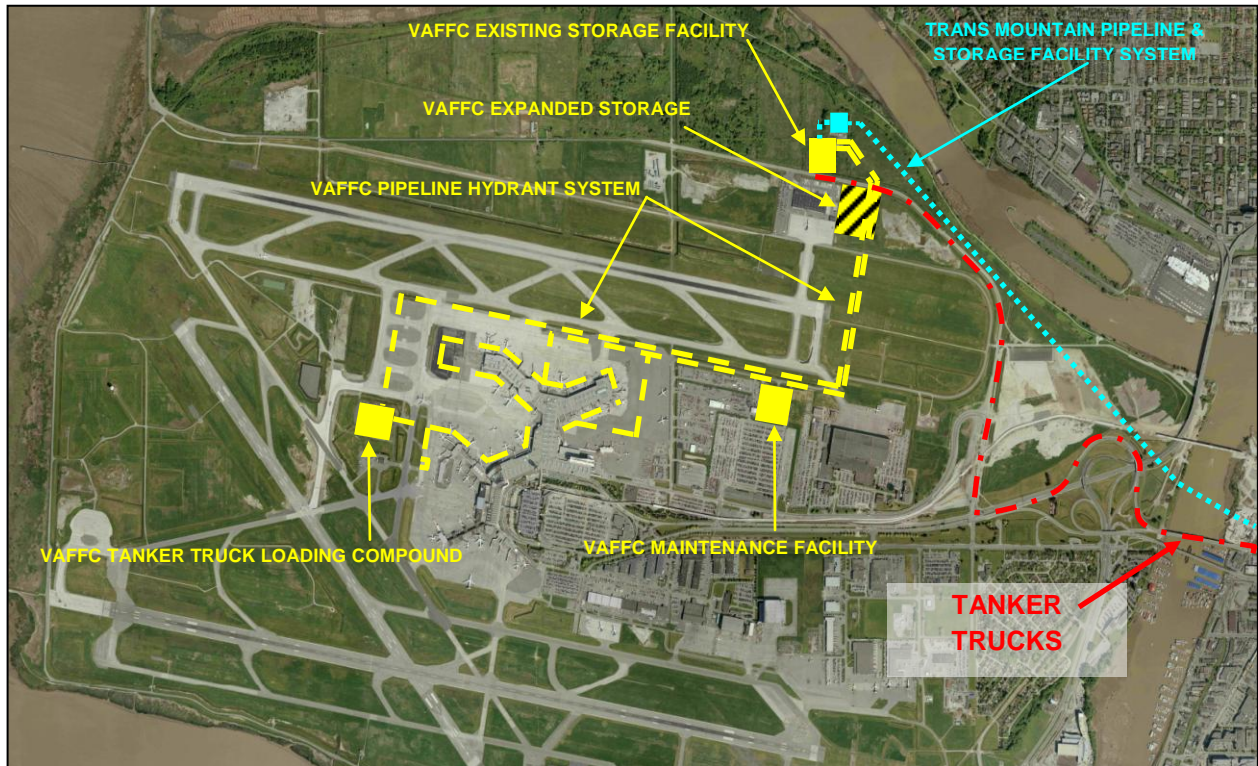 VAFFC EXISTING STORAGE FACILITY
TRANS MOUNTAIN PIPELINE &
STORAGE FACILITY SYSTEM
VAFFC EXPANDED STORAGE
VAFFC PIPELINE HYDRANT SYSTEM
VAFFC TANKER TRUCK LOADING COMPOUND
VAFFC MAINTENANCE FACILITY
TANKER
TRUCKS